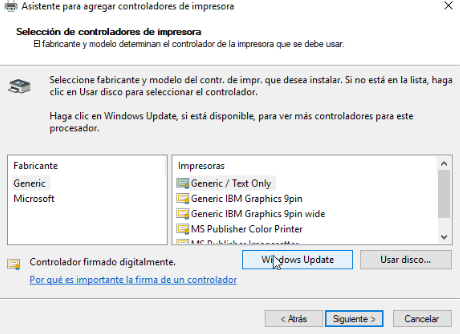 Asistente para agregar controladores de impresora
Selección de controladores de impresora
El fabricante y modelo determinan el controlador de la impresora que se debe usar.
Seleccione fabricante y modelo del contr. de impr. que desea instalar. Si no está en la lista, haga
clic en Usar disco para seleccionar el controlador.
Haga clic en Windows Update, si está disponible, para ver más controladores para este
procesador.
Fabricante
Generic
Microsoft
Impresoras
Generic / Text Only
Generic IBM Graphics 9pin
Generic IBM Graphics 9pin wide
MS Publisher Color Printer
MS Publisher Imagesetter
Controlador firmado digitalmente.
Por qué es importante la firma de un controlador
Windows Update
Usar disco...
< Atrás
Siguiente >
Cancelar